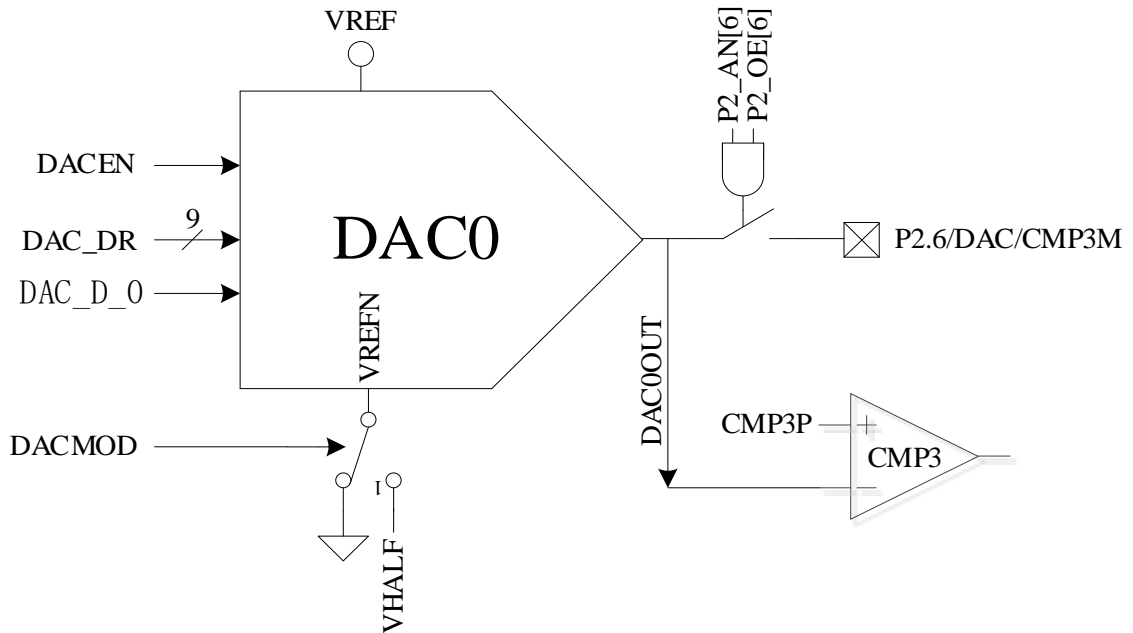 VREF
P2_AN[6]
P2_OE[6]
DACEN
9
DAC_DR
DAC0
P2.6/DAC/CMP3M
DAC_D_0
VREFN
DAC0OUT
DACMOD
CMP3P
+
CMP3
1
VHALF